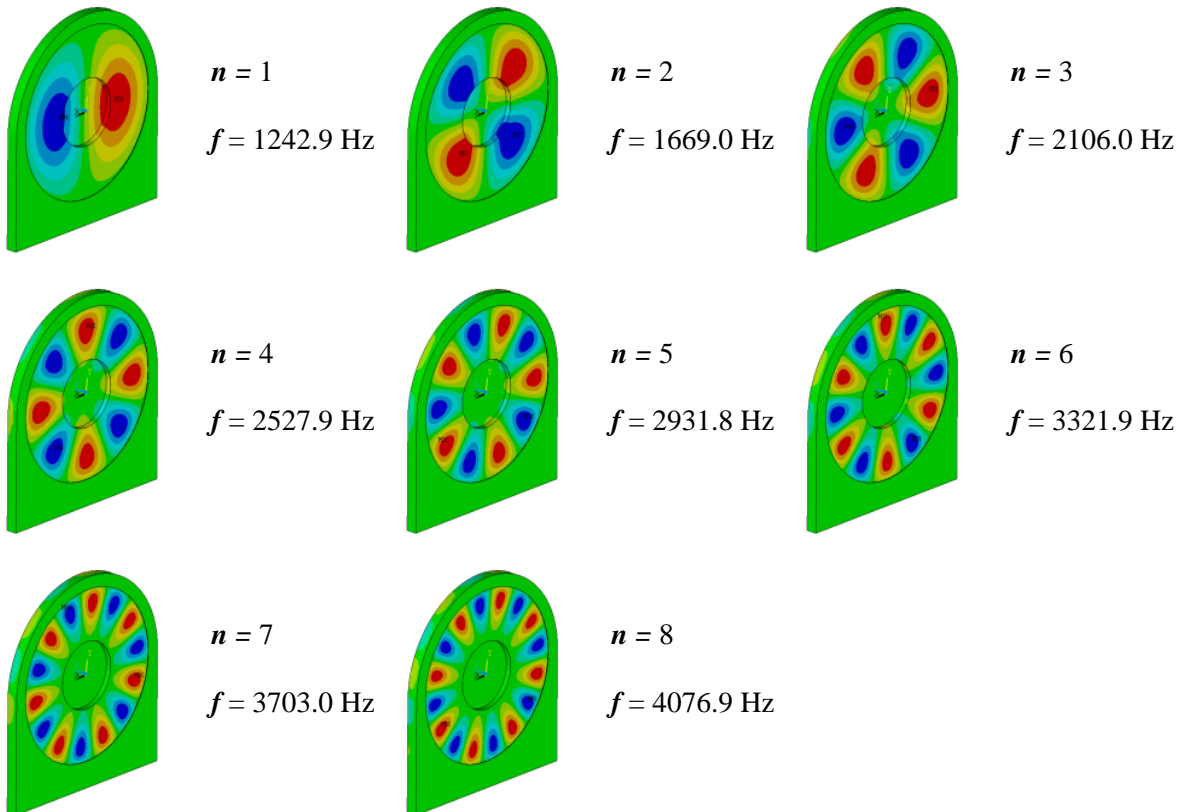 n = 1
f = 1242.9 Hz
n = 2
f = 1669.0 Hz
n = 3
f = 2106.0 Hz
n = 4
f = 2527.9 Hz
n = 5
f = 2931.8 Hz
n = 6
f = 3321.9 Hz
n = 7
f = 3703.0 Hz
n = 8
f = 4076.9 Hz